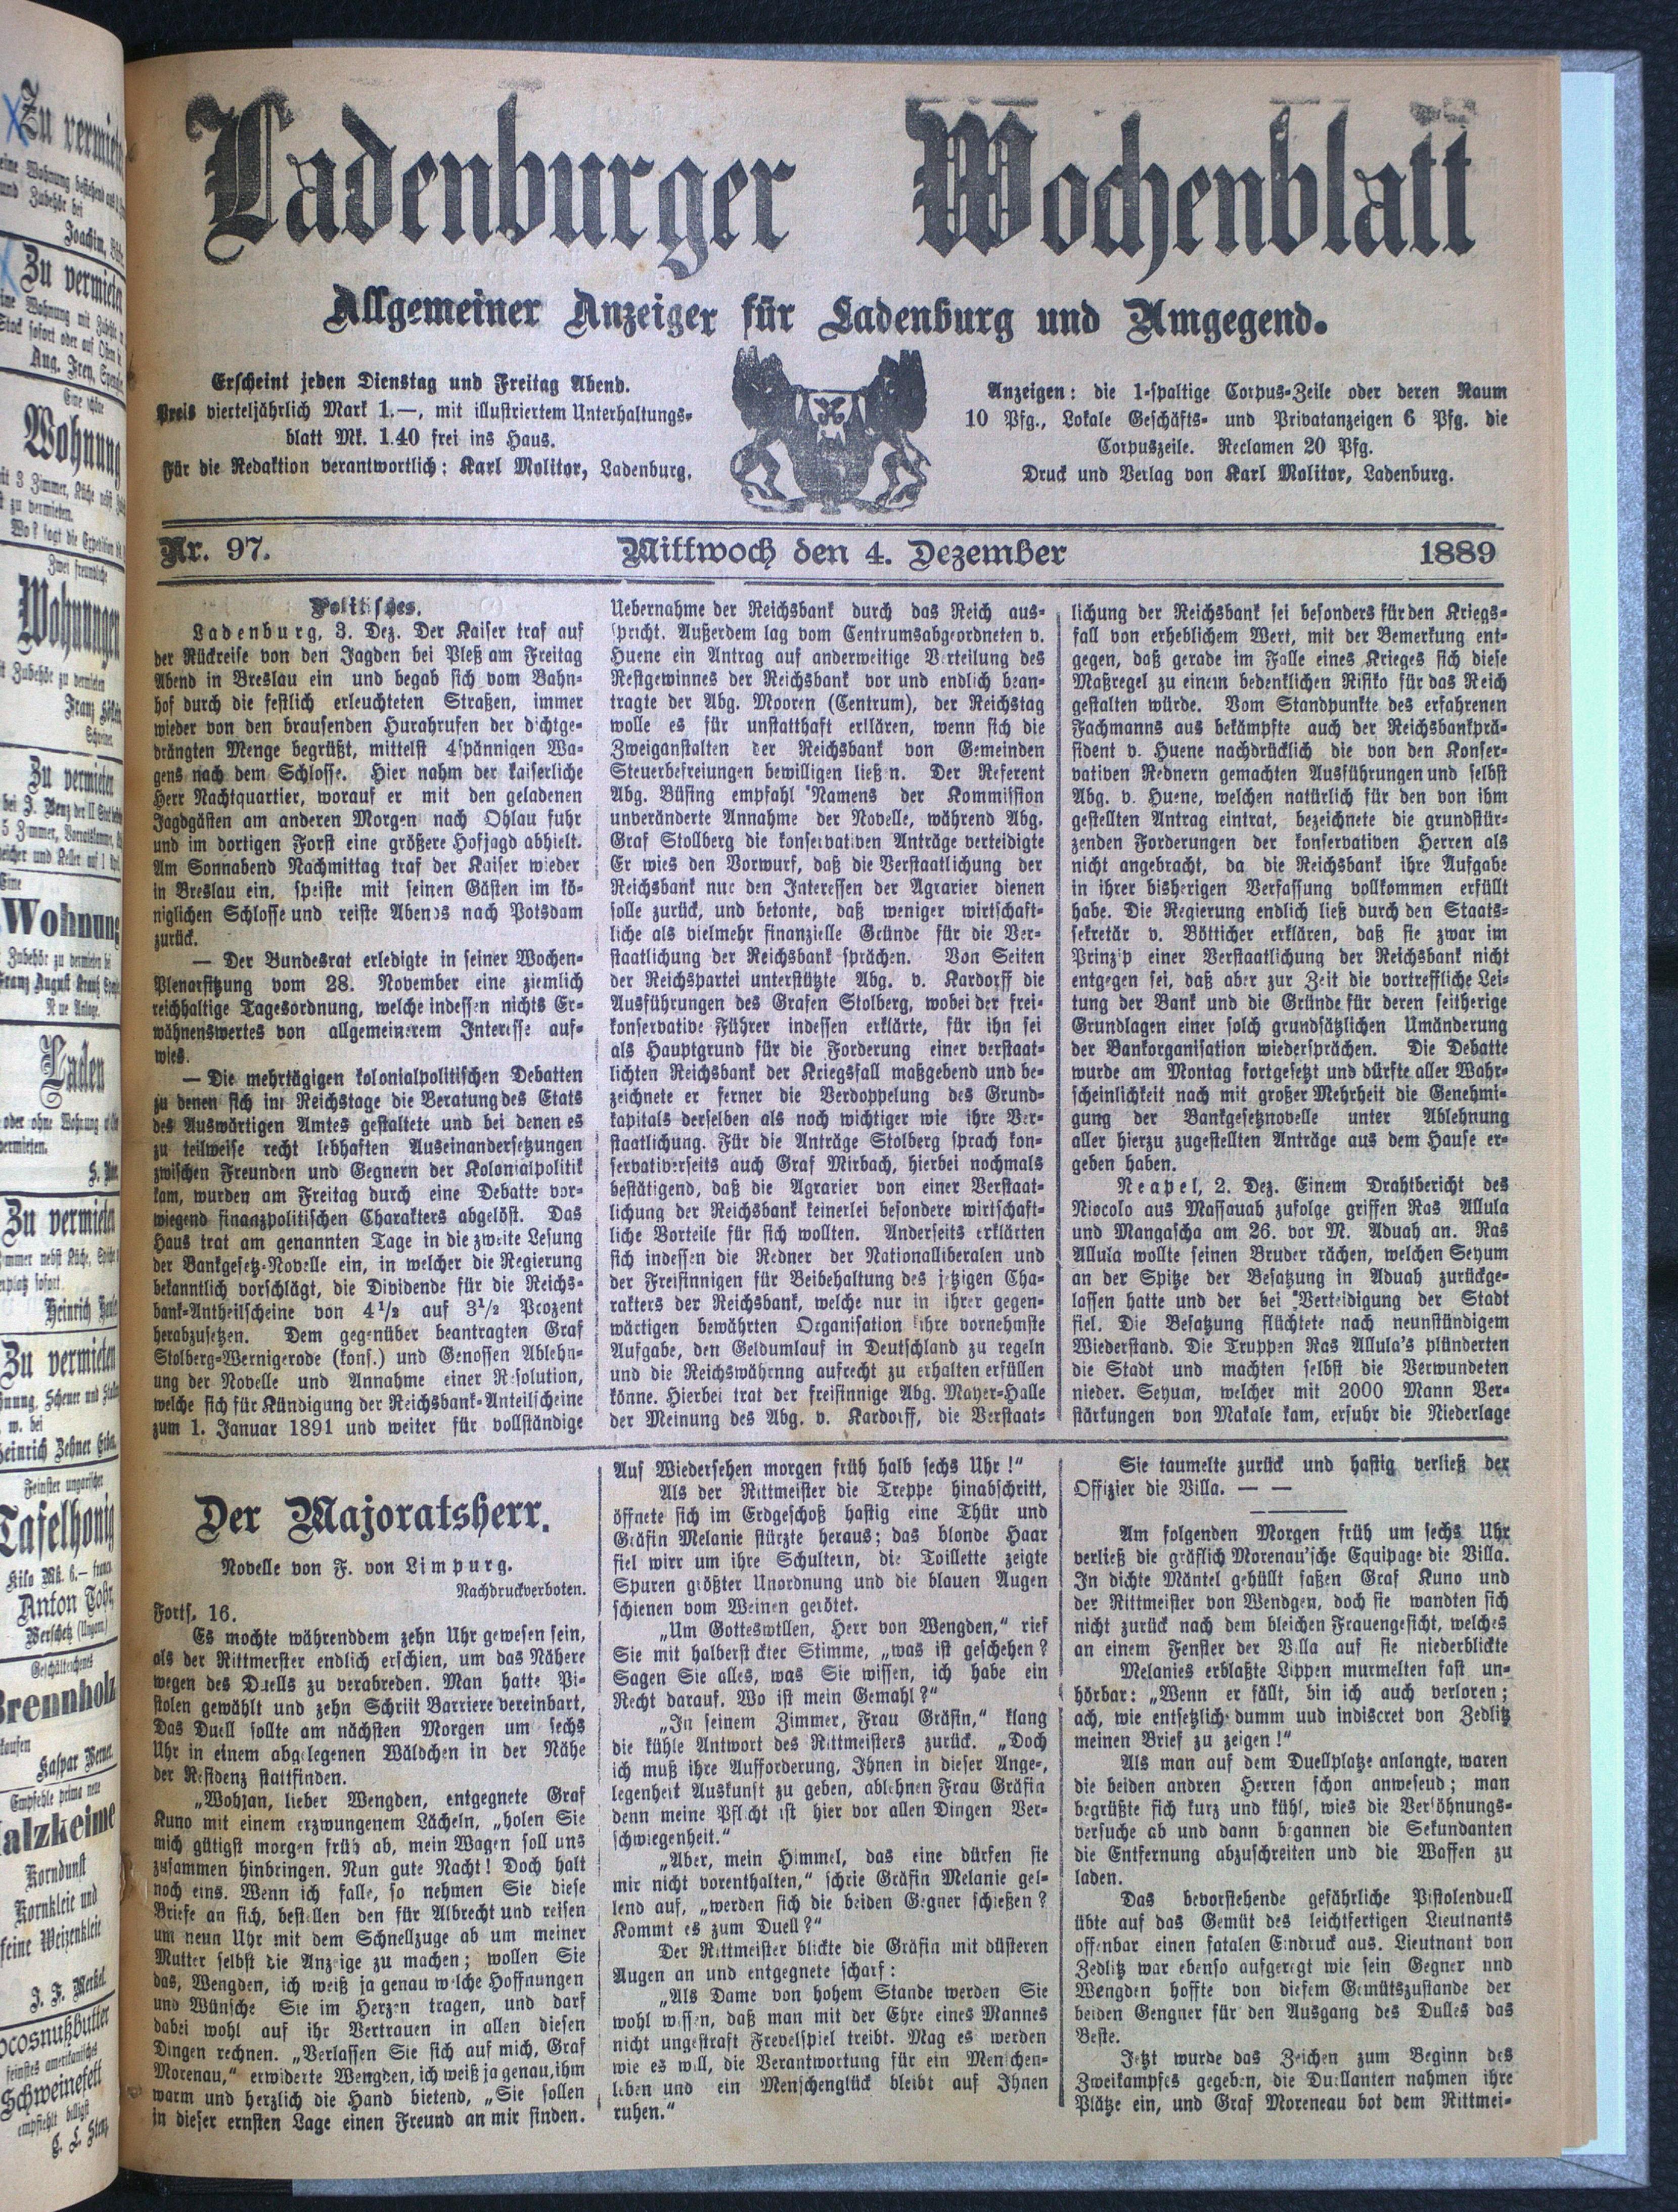 Ladenburger Wochenblatt
Allgemeiner Anzeiger für Ladenburg und Umgegend.
Erscheint jeden Dienstag und Freitag Abend.
Preis vierteljährlich Mark 1.—, mit illustriertem Unterhaltungs-
blatt Mk. 1.40 frei ins Haus.
Für die Redaktion verantwortlich: Karl Molitor, Ladenburg.
Anzeigen: die 1-spaltige Corpus-Zeile oder deren Raum
10 Pfg., Lokale Geschäfts- und Privatanzeigen 6 Pfg. die
Corpuszeile. Reclamen 20 Pfg.
Druck und Verlag von Karl Molitor, Ladenburg.
Nr. 97.
Mittwoch den 4. Dezember
1889
Politisches.
Ladenburg, 3. Dez. Der Kaiser traf auf
der Rückreise von den Jagden bei Pleß am Freitag
Abend in Breslau ein und begab sich vom Bahn-
hof durch die festlich erleuchteten Straßen, immer
wieder von den brausenden Hurahrufen der dichtge-
drängten Menge begrüßt, mittelst 4spännigen Wa-
gens nach dem Schlosse. Hier nahm der kaiserliche
Herr Nachtquartier, worauf er mit den geladenen
Jagdgästen am anderen Morgen nach Ohlau fuhr
und im dortigen Forst eine größere Hofjagd abhielt.
Am Sonnabend Nachmittag traf der Kaiser wieder
in Breslau ein, speiste mit seinen Gästen im kö-
niglichen Schlosse und reiste Abends nach Potsdam
zurück.
— Der Bundesrat erledigte in seiner Wochen-
Plenarsitzung vom 28. November eine ziemlich
reichhaltige Tagesordnung, welche indessen nichts Er-
wähnenswertes von allgemeinerem Interesse auf-
wies.
— Die mehrtägigen kolonialpolitischen Debatten
zu denen sich im Reichstage die Beratung des Etats
des Auswärtigen Amtes gestaltete und bei denen es
zu teilweise recht lebhaften Auseinandersetzungen
zwischen Freunden und Gegnern der Kolonialpolitik
kam, wurden am Freitag durch eine Debatte vor-
wiegend finanzpolitischen Charakters abgelöst. Das
Haus trat am genannten Tage in die zweite Lesung
der Bankgesetz-Novelle ein, in welcher die Regierung
bekanntlich vorschlägt, die Dividende für die Reichs-
bank-Antheilscheine von 4½ auf 3½ Prozent
herabzusetzen. Dem gegenüber beantragten Graf
Stolberg-Wernigerode (kons.) und Genossen Ablehn-
ung der Novelle und Annahme einer Resolution,
welche sich für Kündigung der Reichsbank-Anteilscheine
zum 1. Januar 1891 und weiter für vollständige
Uebernahme der Reichsbank durch das Reich aus-
spricht. Außerdem lag vom Centrumsabgeordneten v.
Huene ein Antrag auf anderweitige Verteilung des
Restgewinnes der Reichsbank vor und endlich bean-
tragte der Abg. Mooren (Centrum), der Reichstag
wolle es für unstatthaft erklären, wenn sich die
Zweiganstalten der Reichsbank von Gemeinden
Steuerbefreiungen bewilligen ließen. Der Referent
Abg. Büsing empfahl Namens der Kommission
unveränderte Annahme der Novelle, während Abg.
Graf Stollberg die konservativen Anträge verteidigte
Er wies den Vorwurf, daß die Verstaatlichung der
Reichsbank nur den Interessen der Agrarier dienen
solle zurück, und betonte, daß weniger wirtschaft-
liche als vielmehr finanzielle Gründe für die Ver-
staatlichung der Reichsbank sprächen. Von Seiten
der Reichspartei unterstützte Abg. v. Kardorff die
Ausführungen des Grafen Stolberg, wobei der frei-
konservative Führer indessen erklärte, für ihn sei
als Hauptgrund für die Forderung einer verstaat-
lichten Reichsbank der Kriegsfall maßgebend und be-
zeichnete er ferner die Verdoppelung des Grund-
kapitals derselben als noch wichtiger wie ihre Ver-
staatlichung. Für die Anträge Stolberg sprach kon-
servativerseits auch Graf Mirbach, hierbei nochmals
bestätigend, daß die Agrarier von einer Verstaat-
lichung der Reichsbank keinerlei besondere wirtschaft-
liche Vorteile für sich wollten. Anderseits erklärten
sich indessen die Redner der Nationalliberalen und
der Freisinnigen für Beibehaltung des jetzigen Cha-
rakters der Reichsbank, welche nur in ihrer gegen-
wärtigen bewährten Organisation ihre vornehmste
Aufgabe, den Geldumlauf in Deutschland zu regeln
und die Reichswährnng aufrecht zu erhalten erfüllen
könne. Hierbei trat der freisinnige Abg. Mayer-Halle
der Meinung des Abg. v. Kardorff, die Verstaat-
lichung der Reichsbank sei besonders für den Kriegs-
fall von erheblichem Wert, mit der Bemerkung ent-
gegen, daß gerade im Falle eines Krieges sich diese
Maßregel zu einem bedenklichen Risiko für das Reich
gestalten würde. Vom Standpunkte des erfahrenen
Fachmanns aus bekämpfte auch der Reichsbankprä-
sident v. Huene nachdrücklich die von den Konser-
vativen Rednern gemachten Ausführungen und selbst
Abg. v. Huene, welchen natürlich für den von ihm
gestellten Antrag eintrat, bezeichnete die grundstür-
zenden Forderungen der konservativen Herren als
nicht angebracht, da die Reichsbank ihre Aufgabe
in ihrer bisherigen Verfassung vollkommen erfüllt
habe. Die Regierung endlich ließ durch den Staats-
sekretär v. Bötticher erklären, daß sie zwar im
Prinzip einer Verstaatlichung der Reichsbank nicht
entgegen sei, daß aber zur Zeit die vortreffliche Lei-
tung der Bank und die Gründe für deren seitherige
Grundlagen einer solch grundsätzlichen Umänderung
der Bankorganisation wiedersprächen. Die Debatte
wurde am Montag fortgesetzt und dürfte aller Wahr-
scheinlichkeit nach mit großer Mehrheit die Genehmi-
gung der Bankgesetznovelle unter Ablehnung
aller hierzu zugestellten Anträge aus dem Hause er-
geben haben.
Neapel, 2. Dez. Einem Drahtbericht des
Niocolo aus Massauah zufolge griffen Ras Allula
und Mangascha am 26. vor M. Aduah an. Ras
Allula wollte seinen Bruder rächen, welchen Seyum
an der Spitze der Besatzung in Aduah zurückge-
lassen hatte und der bei Verteidigung der Stadt
fiel. Die Besatzung flüchtete nach neunstündigem
Wiederstand. Die Truppen Ras Allula's plünderten
die Stadt und machten selbst die Verwundeten
nieder. Seyum, welcher mit 2000 Mann Ver-
stärkungen von Makale kam, erfuhr die Niederlage
Der Majoratsherr.
Novelle von F. von Limpurg.
Nachdruckverboten.
Forts. 16.
Es mochte währenddem zehn Uhr gewesen sein,
als der Rittmerster endlich erschien, um das Nähere
wegen des Duells zu verabreden. Man hatte Pi-
stolen gewählt und zehn Schriit Barriere vereinbart,
Das Duell sollte am nächsten Morgen um sechs
Uhr in einem abgelegenen Wäldchen in der Nähe
der Residenz stattfinden.
„Wohjan, lieber Wengden, entgegnete Graf
Kuno mit einem erzwungenem Lächeln, „holen Sie
mich gütigst morgen früh ab, mein Wagen soll uns
zusammen hinbringen. Nun gute Nacht! Doch halt
noch eins. Wenn ich falle, so nehmen Sie diese
Briefe an sich, bestellen den für Albrecht und reisen
um neun Uhr mit dem Schnellzuge ab um meiner
Mutter selbst die Anzeige zu machen; wollen Sie
das, Wengden, ich weiß ja genau welche Hoffnungen
und Wünsche Sie im Herzen tragen, und darf
dabei wohl auf ihr Vertrauen in allen diesen
Dingen rechnen. „Verlassen Sie sich auf mich, Graf
Morenau,“ erwiderte Wengden, ich weiß ja genau, ihm
warm und herzlich die Hand bietend, „Sie sollen
in dieser ernsten Lage einen Freund an mir finden.
Auf Wiedersehen morgen früh halb sechs Uhr!“
Als der Rittmeister die Treppe hinabschritt,
öffnete sich im Erdgeschoß hastig eine Thür und
Gräfin Melanie stürzte heraus; das blonde Haar
fiel wirr um ihre Schultern, die Toillette zeigte
Spuren größter Unordnung und die blauen Augen
schienen vom Weinen gerötet.
„Um Gotteswtllen, Herr von Wengden,“ rief
Sie mit halberstickter Stimme, „was ist geschehen?
Sagen Sie alles, was Sie wissen, ich habe ein
Recht darauf. Wo ist mein Gemahl?“
„In seinem Zimmer, Frau Gräfin,“ klang
die kühle Antwort des Rittmeisters zurück. „Doch
ich muß ihre Aufforderung, Ihnen in dieser Ange-,
legenheit Auskunst zu geben, ablehnen Frau Gräfin
denn meine Pflicht ist hier vor allen Dingen Ver-
schwiegenheit.“
„Aber, mein Himmel, das eine dürfen sie
mir nicht vorenthalten,“ schrie Gräfin Melanie gel-
lend auf, „werden sich die beiden Gegner schießen?
Kommt es zum Duell?“
Der Rittmeister blickte die Gräfin mit düsteren
Augen an und entgegnete scharf:
„Als Dame von hohem Stande werden Sie
wohl wissen, daß man mit der Ehre eines Mannes
nicht ungestraft Frevelspiel treibt. Mag es werden
wie es will, die Verantwortung für ein Menschen-
leben und ein Menschenglück bleibt auf Ihnen
ruhen.“
Sie taumelte zurück und hastig verließ der
Offizier die Villa. — —
Am folgenden Morgen früh um sechs Uhr
verließ die gräflich Morenau'sche Equipage die Villa.
In dichte Mäntel gehüllt saßen Graf Kuno und
der Rittmeister von Wendgen, doch sie wandten sich
nicht zurück nach dem bleichen Frauengesicht, welches
an einem Fenster der Villa auf sie niederblickte
Melanies erblaßte Lippen murmelten fast un-
hörbar: „Wenn er fällt, bin ich auch verloren;
ach, wie entsetzlich dumm uud indiscret von Zedlitz
meinen Brief zu zeigen!“
Als man auf dem Duellplatze anlangte, waren
die beiden andren Herren schon anweseud; man
begrüßte sich kurz und kühl, wies die Versöhnungs-
versuche ab und dann begannen die Sekundanten
die Entfernung abzuschreiten und die Waffen zu
laden.
Das bevorstehende gefährliche Pistolenduell
übte auf das Gemüt des leichtfertigen Lieutnants
offenbar einen fatalen Eindruck aus. Lieutnant von
Zedlitz war ebenso aufgeregt wie sein Gegner und
Wengden hoffte von diesem Gemütszustande der
beiden Gengner für den Ausgang des Dulles das
Beste.
Jetzt wurde das Zeichen zum Beginn des
Zweikampfes gegeben, die Duellanten nahmen ihre
Plätze ein, und Graf Moreneau bot dem Rittmei-
Zu vermieten
Joachim,
Zu vermieten
Aug. Frey,
Eine schöne
Wohnung
Zwei freundliche
Wohnungen
Zubehör zu vermieten
Zu vermieten
Wohnung
Zubehör zu vermieten bei
Franz August
Laden
Zu vermieten
Heinrich
Zu vermieten
Heinrich Zehner Erben.
Feinster ungarischer
Tafelhonig
Anton
Werschetz (Ungarn)
Brennholz
Kaspar
Empfehle prima neue
Malzkeime
Korndunst
Kornkleie und
feine Weizenkleie
J. F. Merkel.
Cocosnußbutter
feinstes amerikanisches
Schweinefett
empfiehlt billigst